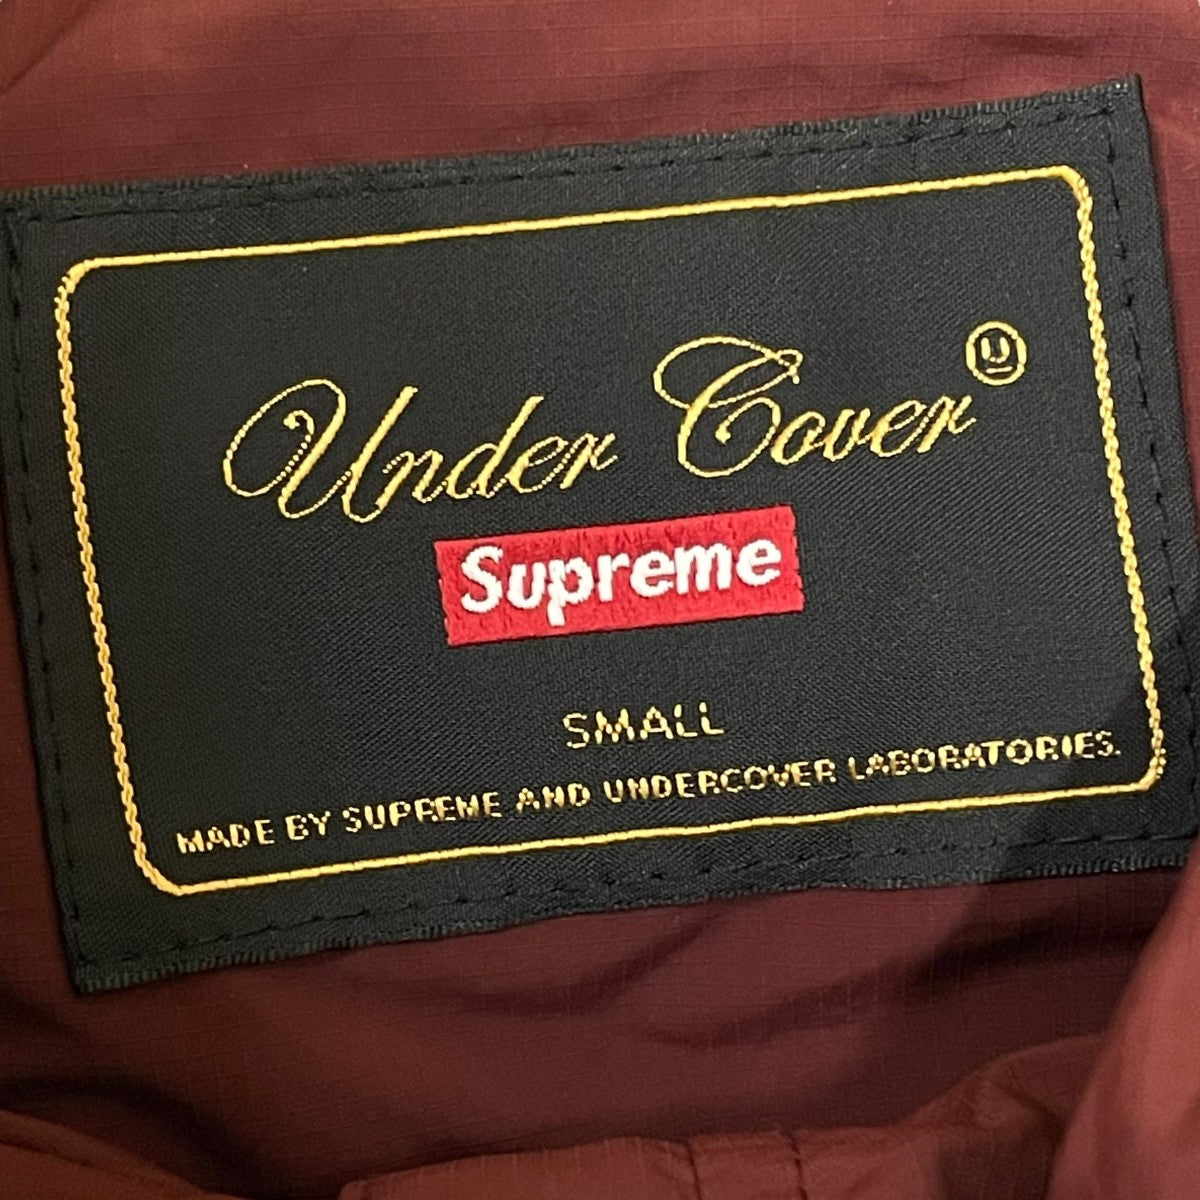 Under Cover Ⓤ
Supreme
SMALL
MADE BY SUPREME AND UNDERCOVER LABORATORIES.